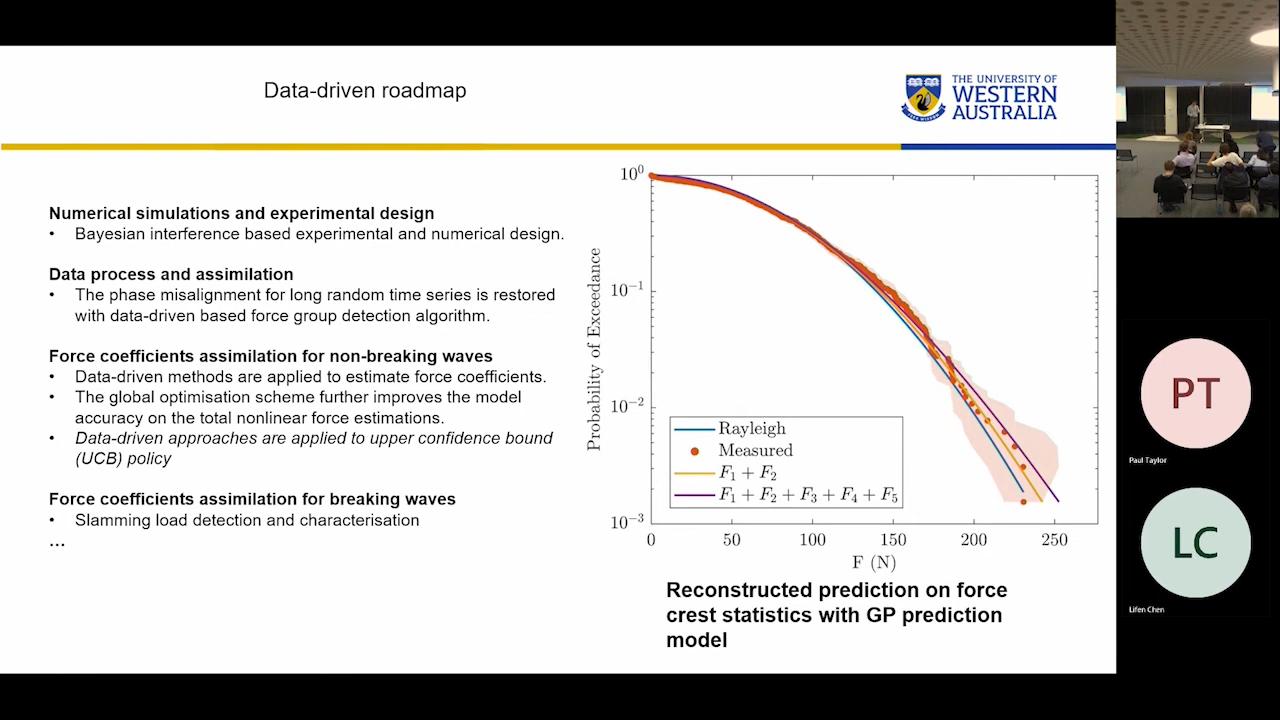 Data-driven roadmap
THE UNIVERSITY OF
WESTERN
AUSTRALIA
Numerical simulations and experimental design
• Bayesian interference based experimental and numerical design.
Data process and assimilation
• The phase misalignment for long random time series is restored
with data-driven based force group detection algorithm.
Force coefficients assimilation for non-breaking waves
• Data-driven methods are applied to estimate force coefficients.
• The global optimisation scheme further improves the model
accuracy on the total nonlinear force estimations.
• Data-driven approaches are applied to upper confidence bound
(UCB) policy
Force coefficients assimilation for breaking waves
• Slamming load detection and characterisation
...
Probability of Exceedance
10⁰
10⁻¹
10⁻²
10⁻³
Rayleigh
Measured
F₁ + F₂
F₁ + F₂ + F₃ + F₄ + F₅
0 50 100 150 200 250
F (N)
Reconstructed prediction on force
crest statistics with GP prediction
model
PT
Paul Taylor
LC
Lifen Chen